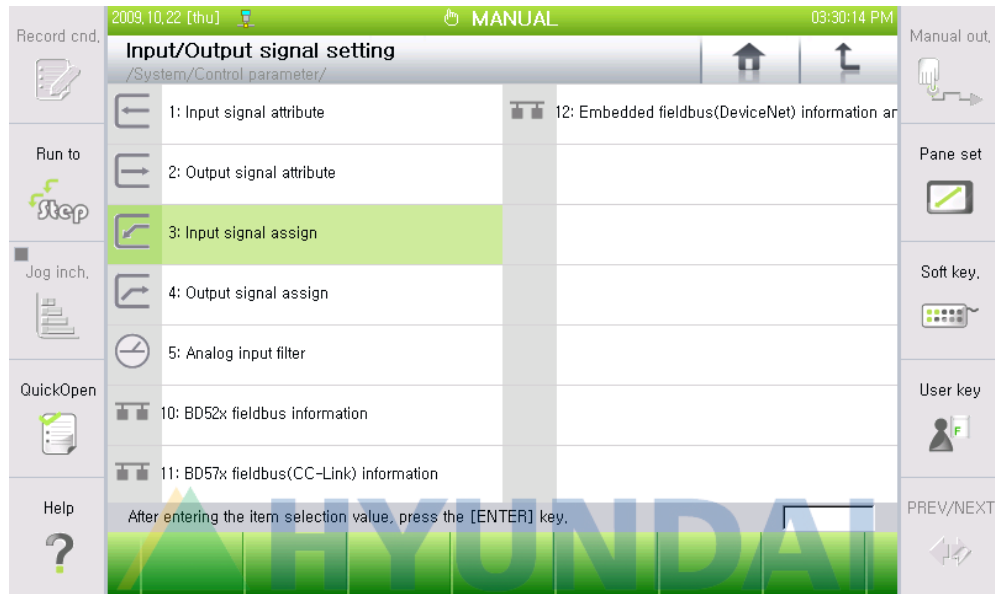 2009,10,22 [thu] MANUAL 03:30:14 PM
Input/Output signal setting
/System/Control parameter/
Record cnd,
Run to
Step
Jog inch,
QuickOpen
Help
1: Input signal attribute
2: Output signal attribute
3: Input signal assign
4: Output signal assign
5: Analog input filter
10: BD52x fieldbus information
11: BD57x fieldbus(CC-Link) information
12: Embedded fieldbus(DeviceNet) information ar
After entering the item selection value, press the [ENTER] key,
HYUNDAI
Manual out,
Pane set
Soft key,
User key
F
PREV/NEXT